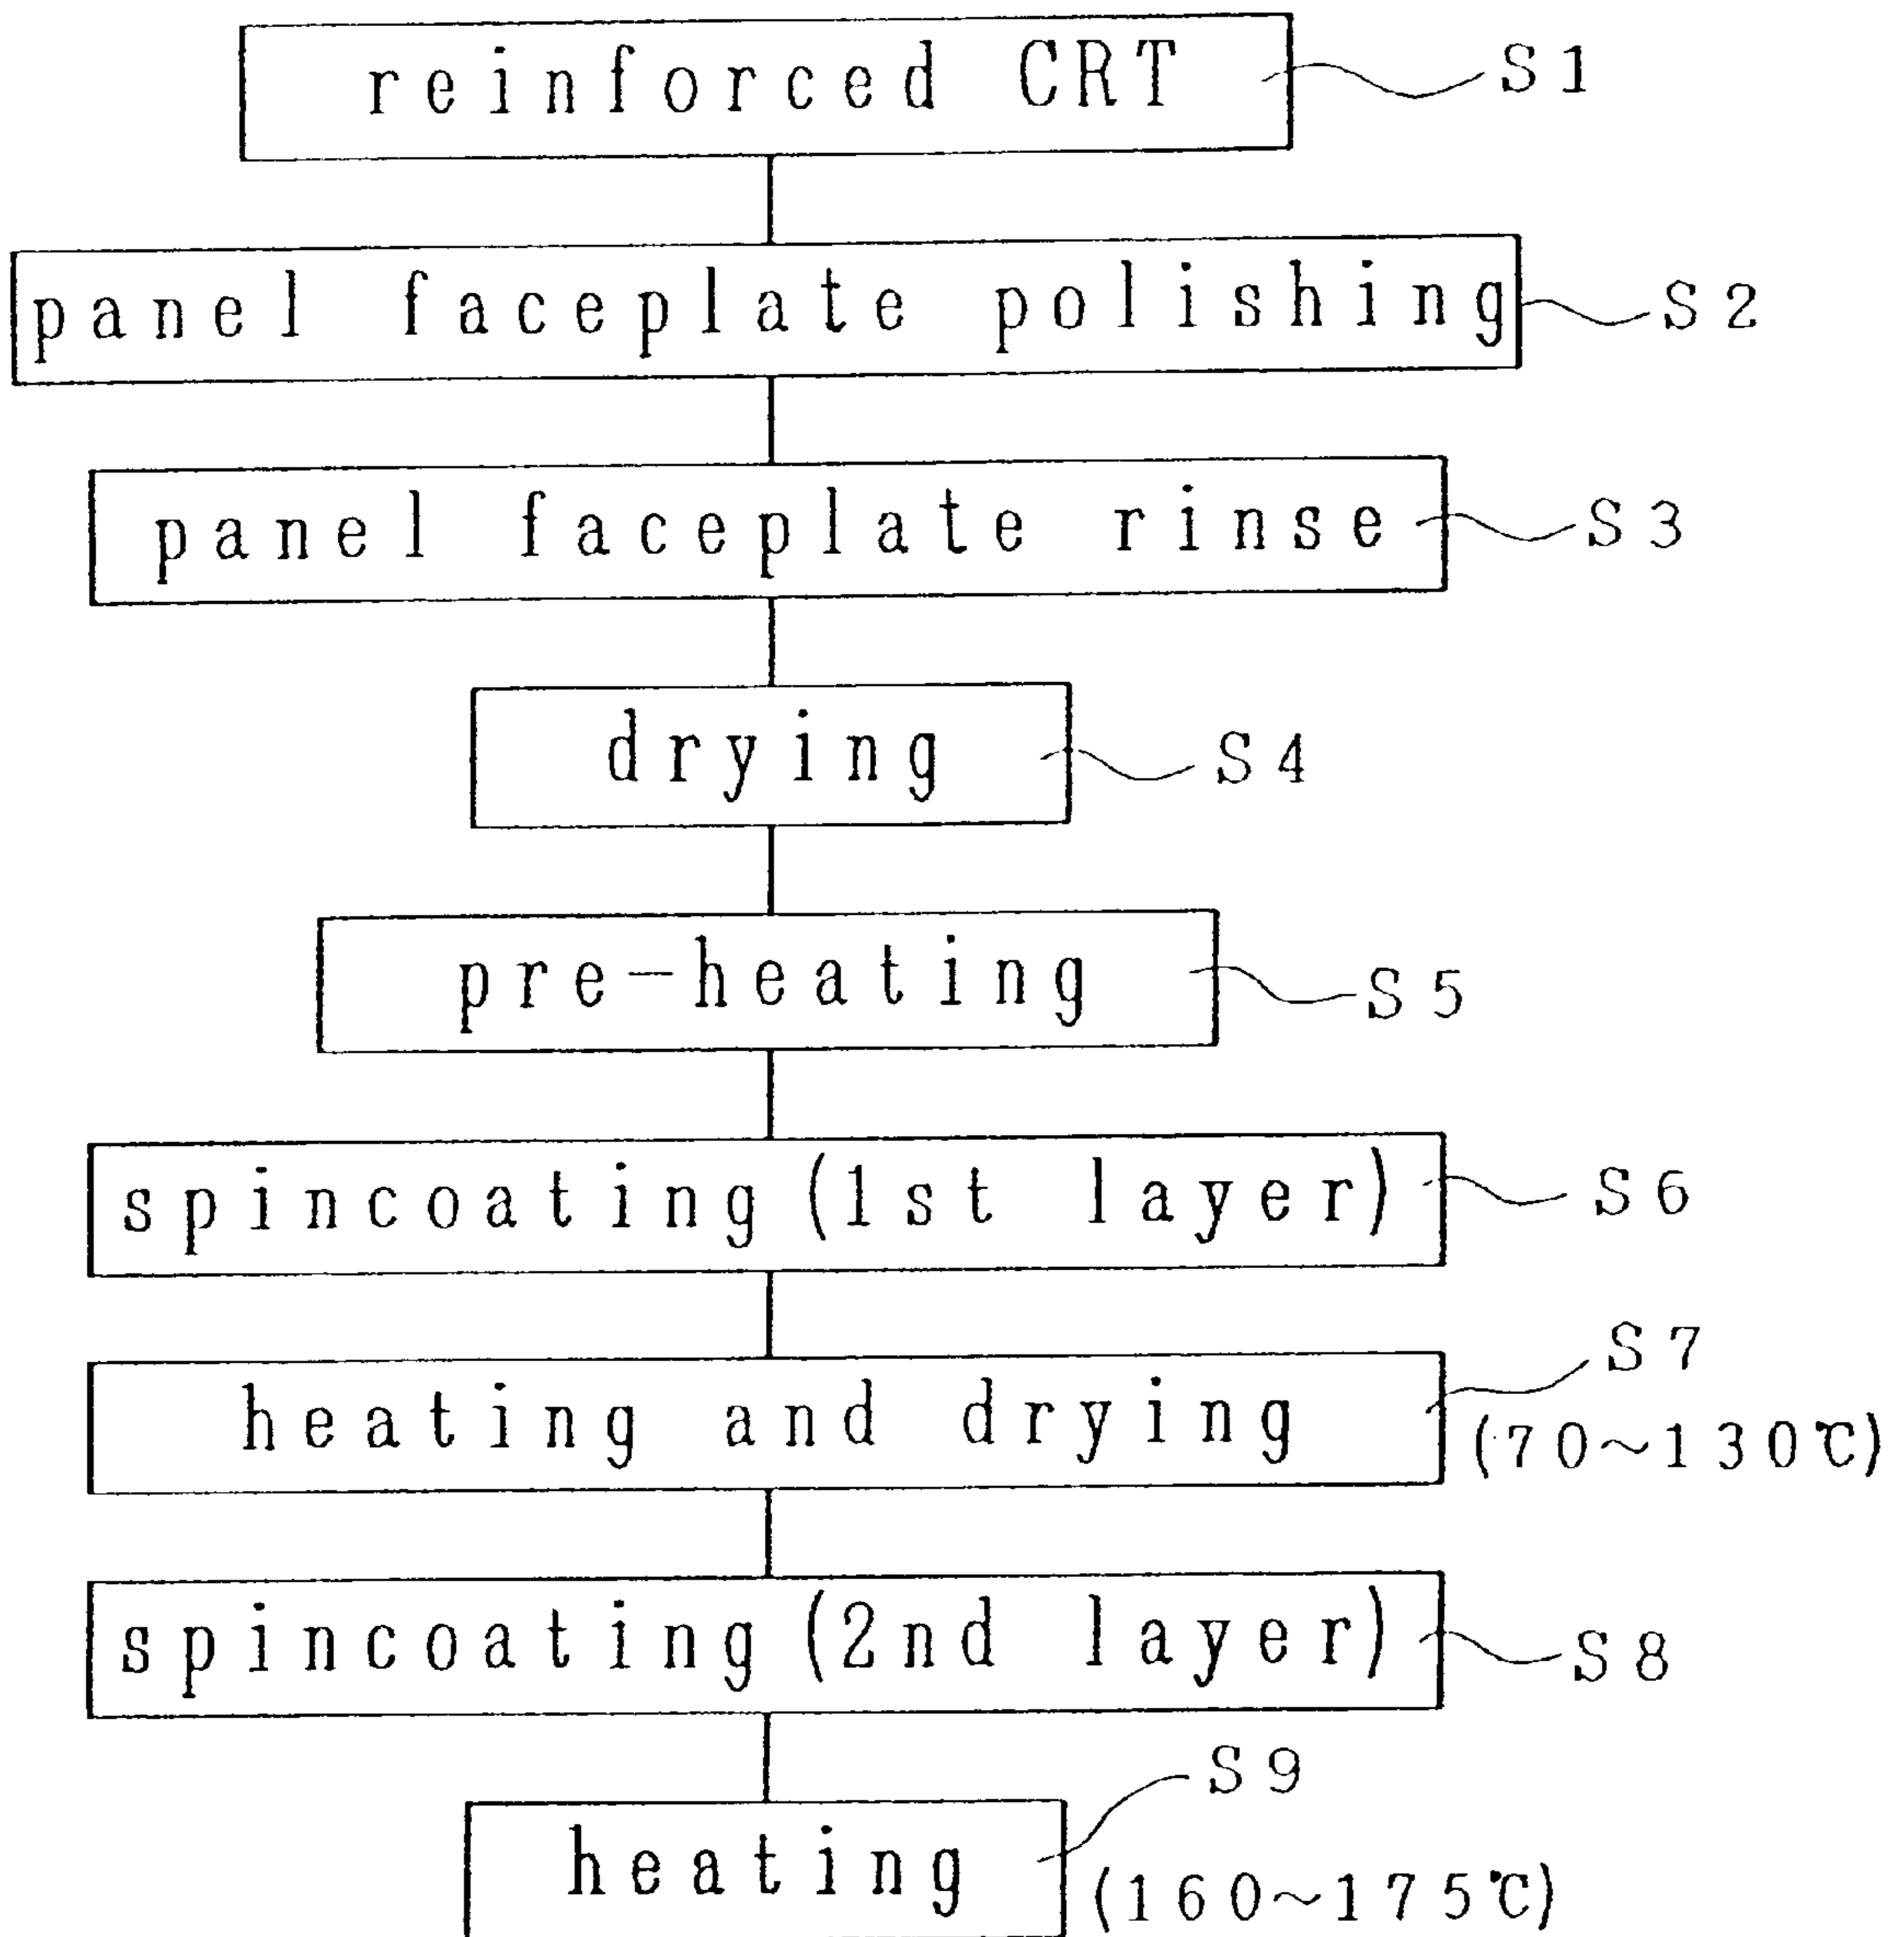 reinforced CRT S1
panel faceplate polishing S2
panel faceplate rinse S3
drying S4
pre-heating S5
spincoating(1st layer) S6
S7
heating and drying (70~130℃)
spincoating(2nd layer) S8
S9
heating (160~175℃)